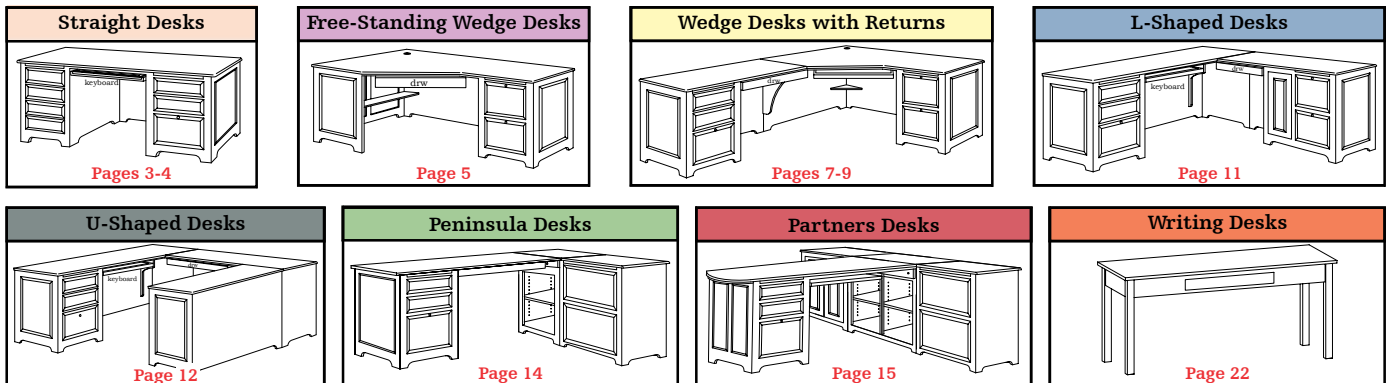 Straight Desks
keyboard
Pages 3-4
Free-Standing Wedge Desks
drw
Page 5
Wedge Desks with Returns
drw
Pages 7-9
L-Shaped Desks
keyboard
drw
Page 11
U-Shaped Desks
keyboard
drw
Page 12
Peninsula Desks
Page 14
Partners Desks
Page 15
Writing Desks
Page 22